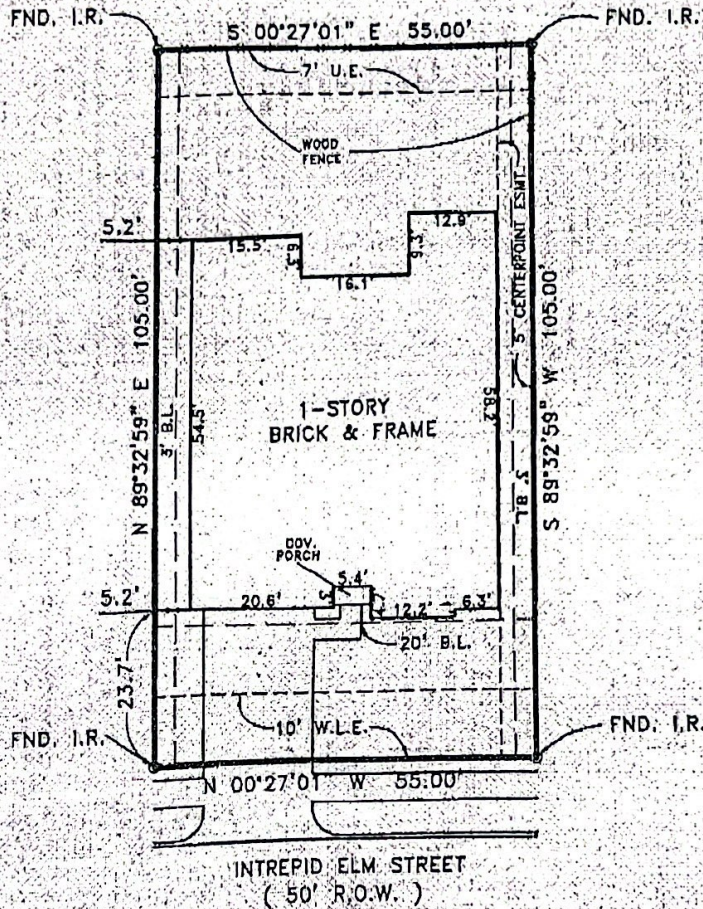 FND. I.R.
S 00°27'01" E 55.00'
FND. I.R.
7' U.E.
WOOD
FENCE
5.2'
15.5'
6.3
16.1'
9.3'
12.9'
5' CENTERPOINT ESMT.
N 89°32'59" E 105.00'
S 89°32'59" W 105.00'
3' B.L.
54.5'
1-STORY
BRICK & FRAME
58.2'
3' B.L.
COV.
PORCH
5.4'
5.2'
20.6'
12.2'
6.3'
20' B.L.
23.7'
10' W.L.E.
FND. I.R.
FND. I.R.
N 00°27'01" W 55.00'
INTREPID ELM STREET
( 50' R.O.W. )